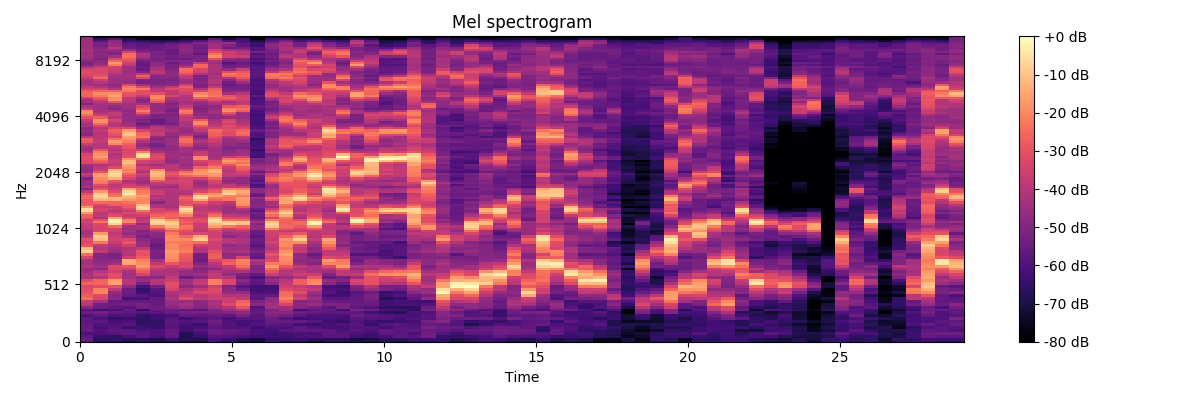 Mel spectrogram
+0 dB
8192
-10 dB
4096
-20 dB
-30 dB
2048
Hz
-40 dB
1024
-50 dB
-60 dB
512
-70 dB
0
-80 dB
0 5 10 15 20 25
Time